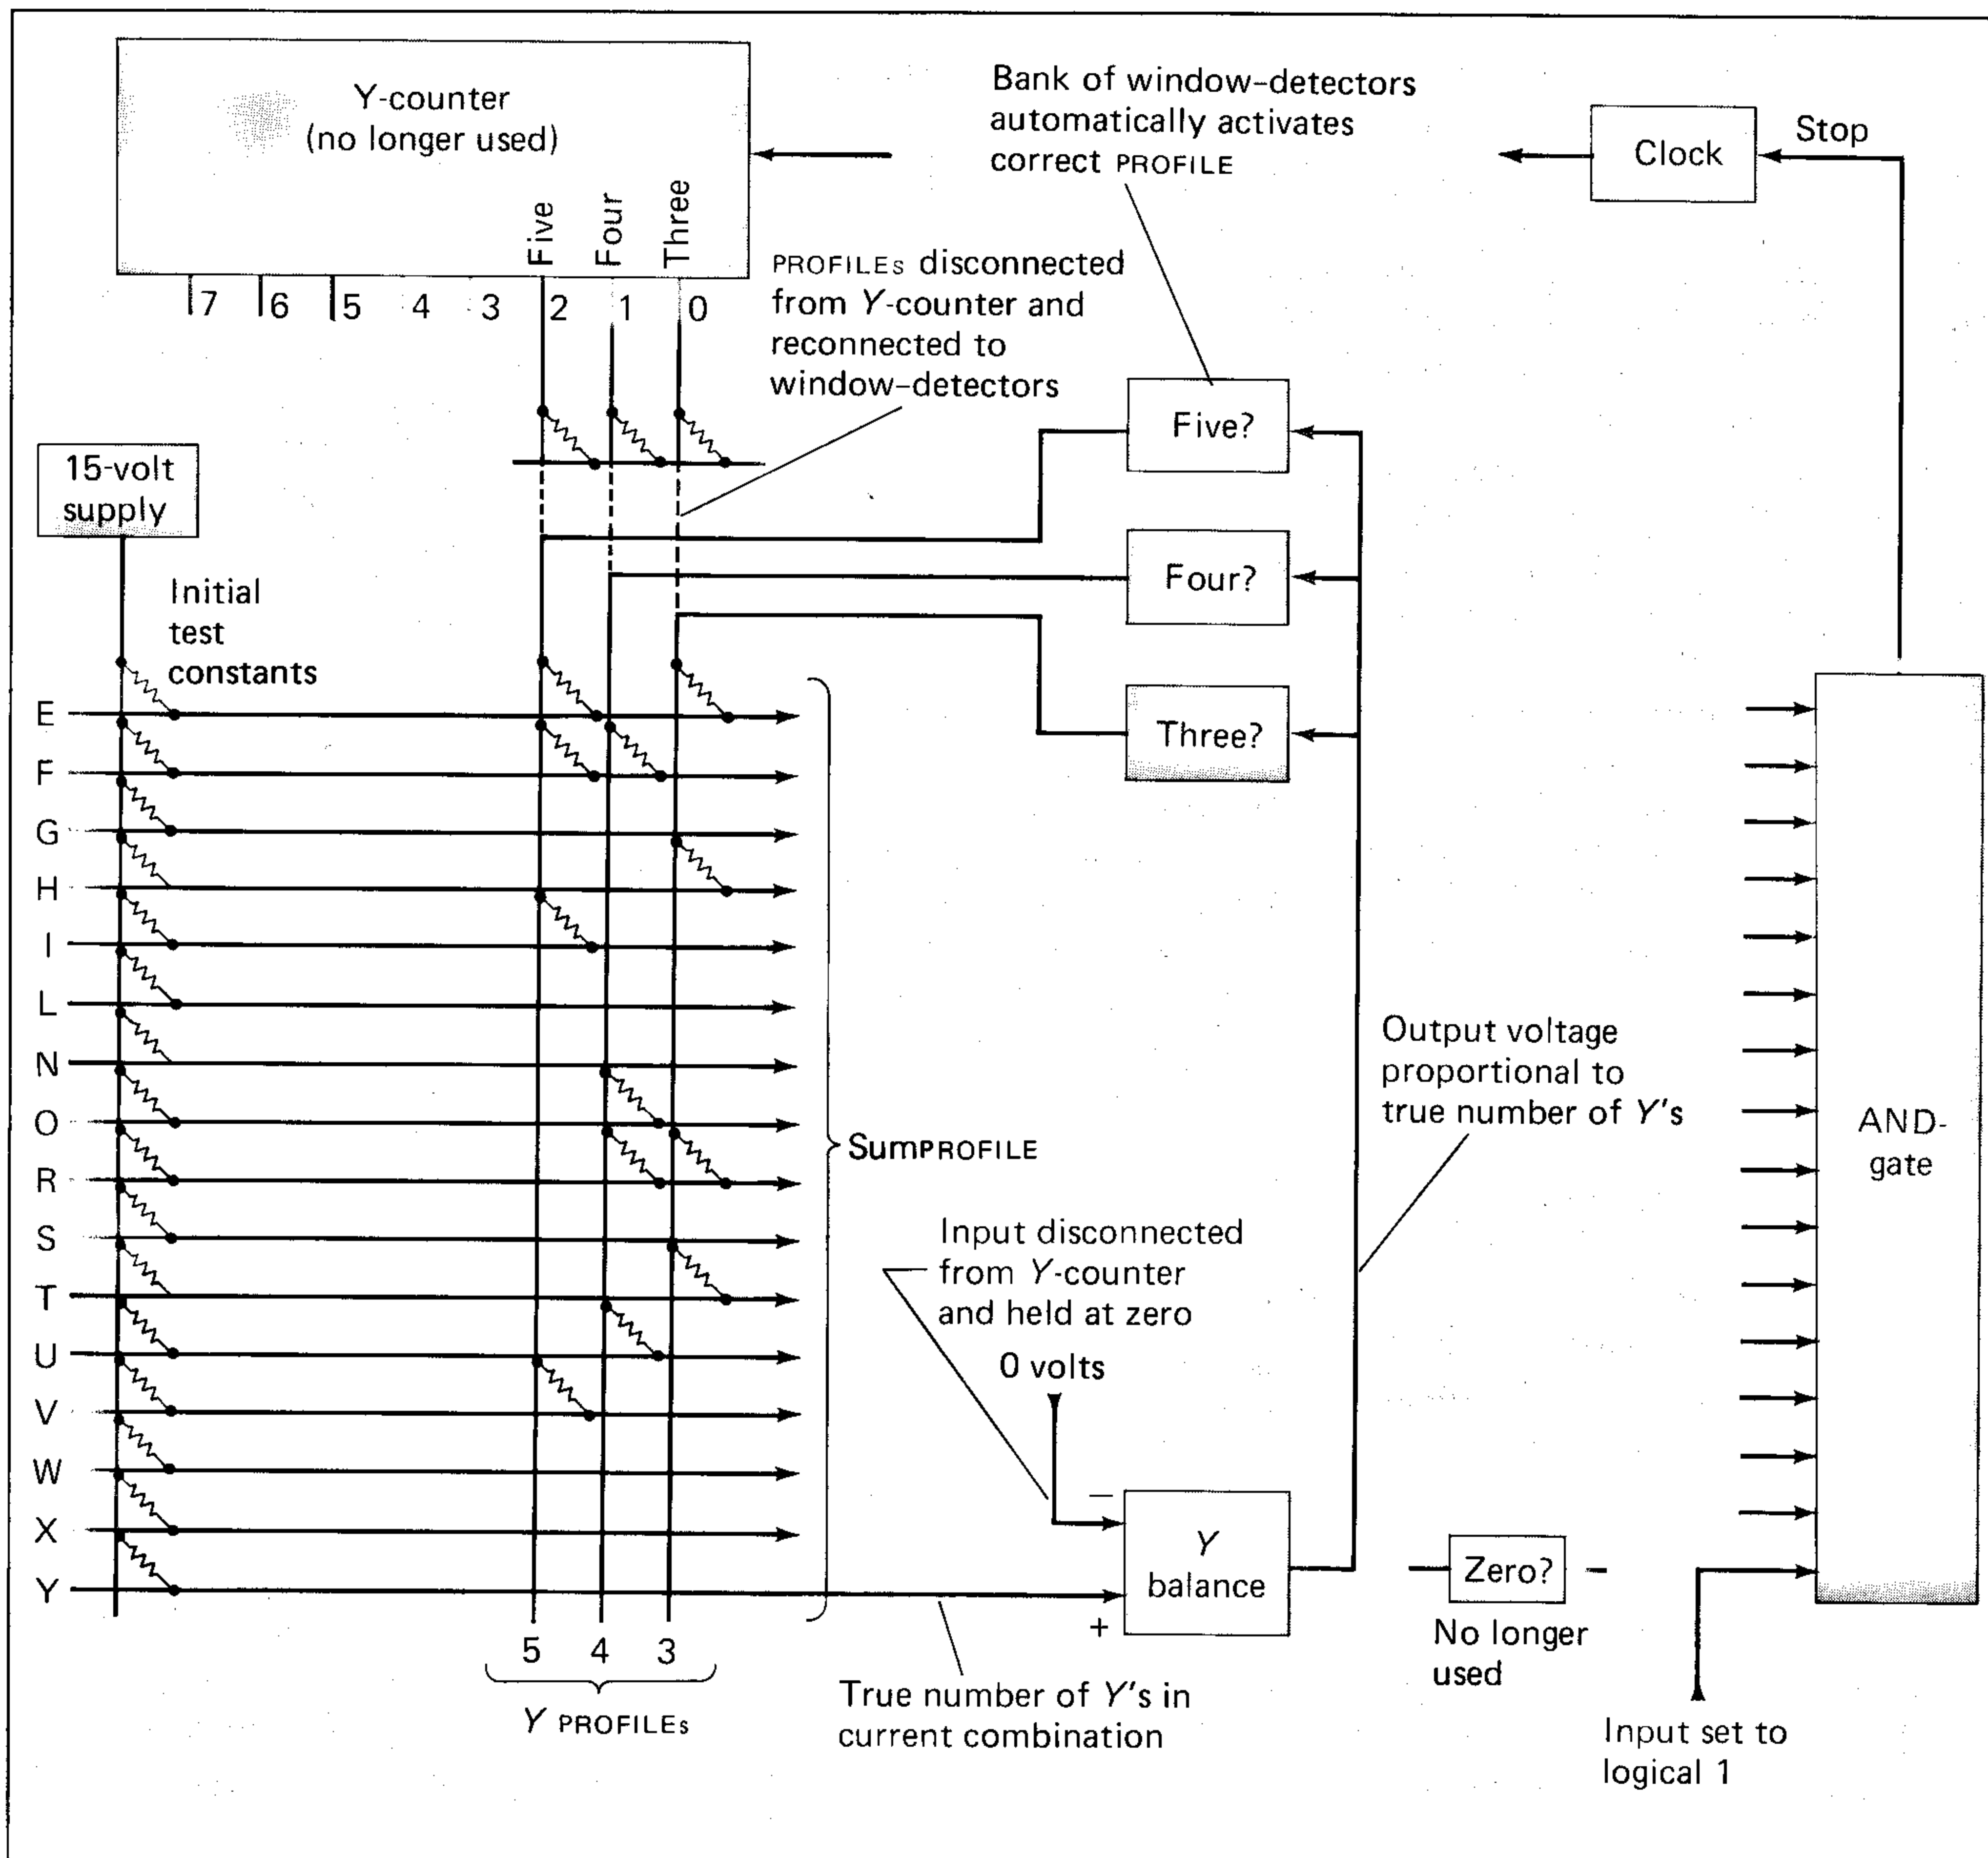 Y-counter
(no longer used)
Five
Four
Three
7 6 5 4 3 2 1 0
Bank of window-detectors
automatically activates
correct PROFILE
Clock
Stop
PROFILEs disconnected
from Y-counter and
reconnected to
window-detectors
15-volt
supply
Initial
test
constants
Five?
Four?
Three?
E
F
G
H
I
L
N
O
R
S
T
U
V
W
X
Y
SumPROFILE
Output voltage
proportional to
true number of Y's
AND-
gate
Input disconnected
from Y-counter
and held at zero
0 volts
−
Y
balance
+
Zero?
No longer
used
5 4 3
Y PROFILEs
True number of Y's in
current combination
Input set to
logical 1